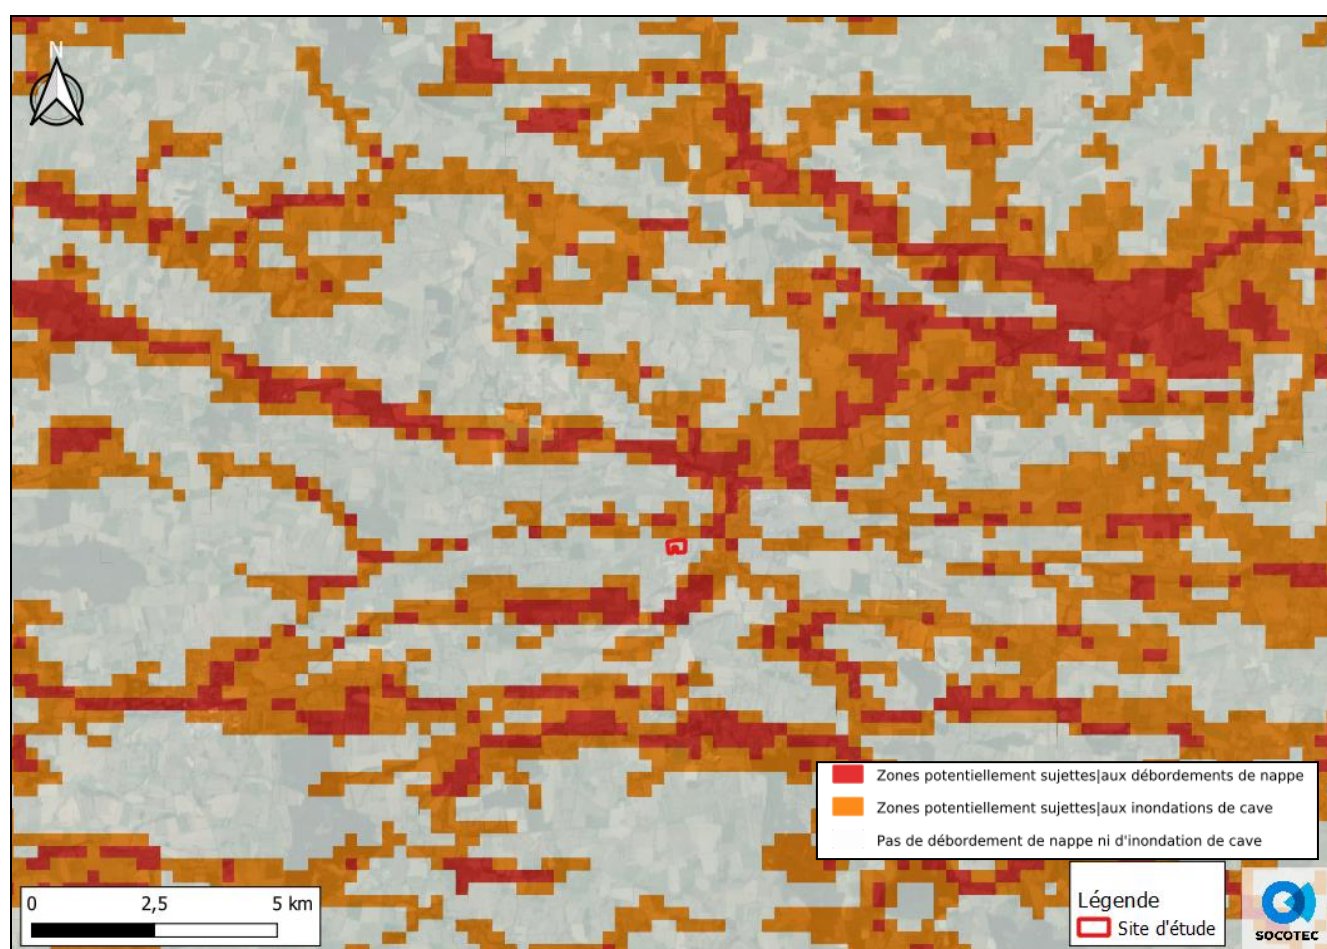 N
Zones potentiellement sujettes|aux débordements de nappe
Zones potentiellement sujettes|aux inondations de cave
Pas de débordement de nappe ni d'inondation de cave
0 2,5 5 km
Légende
Site d'étude
SOCOTEC